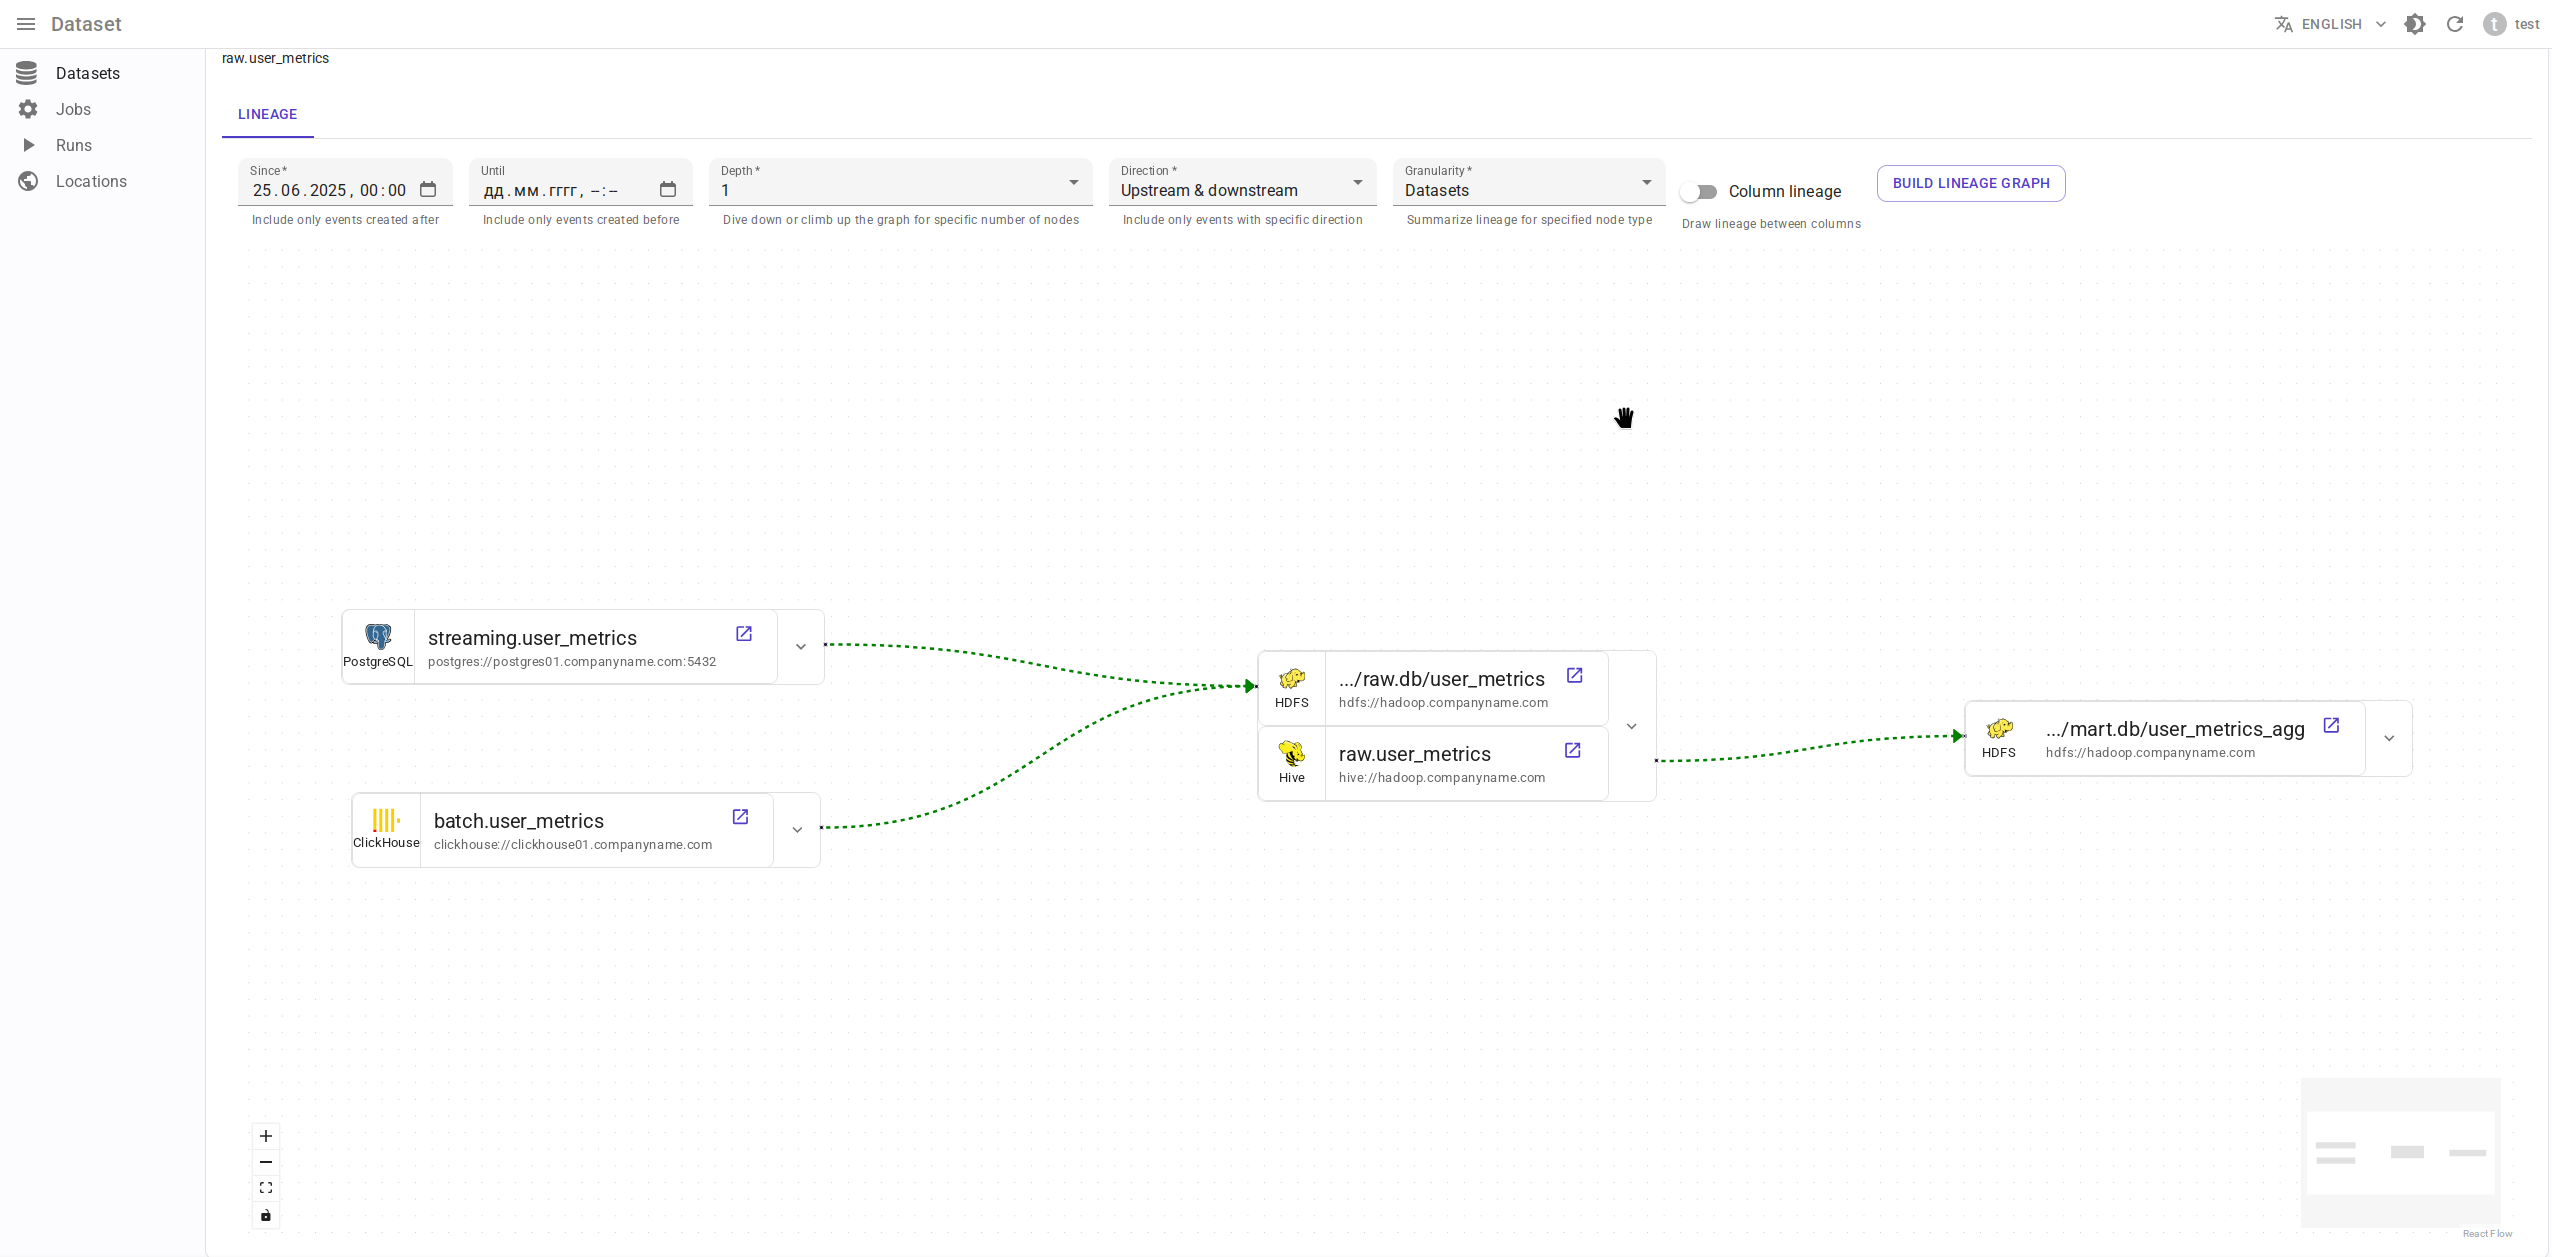 Dataset
ENGLISH
t
test
Datasets
Jobs
Runs
Locations
raw.user_metrics
LINEAGE
Since *
25.06.2025, 00:00
Include only events created after
Until
дд.мм.гггг, --:--
Include only events created before
Depth *
1
Dive down or climb up the graph for specific number of nodes
Direction *
Upstream & downstream
Include only events with specific direction
Granularity *
Datasets
Summarize lineage for specified node type
Column lineage
Draw lineage between columns
BUILD LINEAGE GRAPH
PostgreSQL
streaming.user_metrics
postgres://postgres01.companyname.com:5432
ClickHouse
batch.user_metrics
clickhouse://clickhouse01.companyname.com
HDFS
.../raw.db/user_metrics
hdfs://hadoop.companyname.com
Hive
raw.user_metrics
hive://hadoop.companyname.com
HDFS
.../mart.db/user_metrics_agg
hdfs://hadoop.companyname.com
React Flow